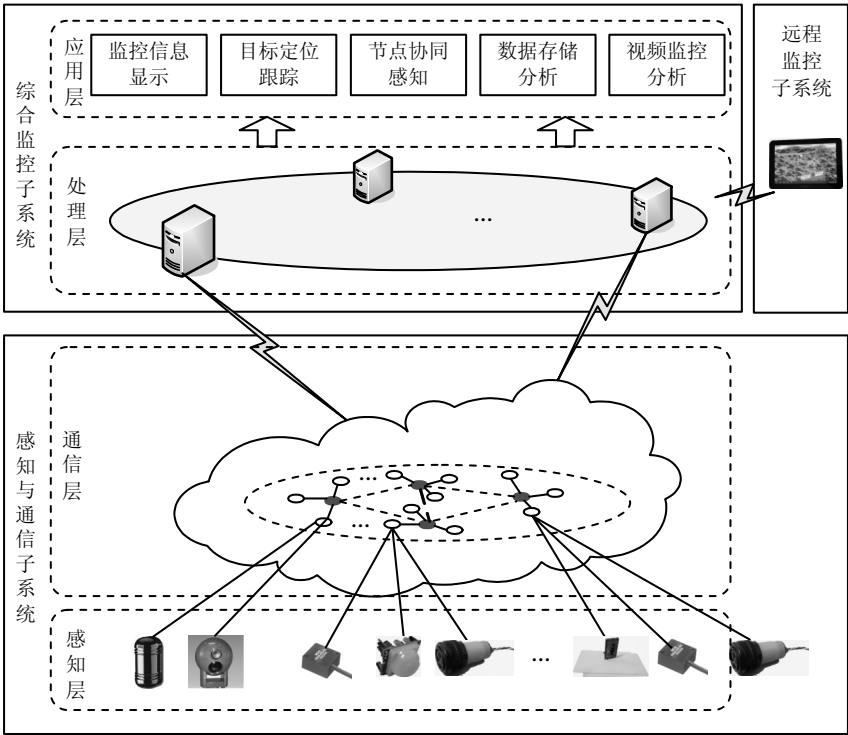 综合监控子系统
应用层
监控信息
显示
目标定位
跟踪
节点协同
感知
数据存储
分析
视频监控
分析
处理层
...
远程
监控
子系统
感知与通信子系统
通信层
...
...
感知层
...